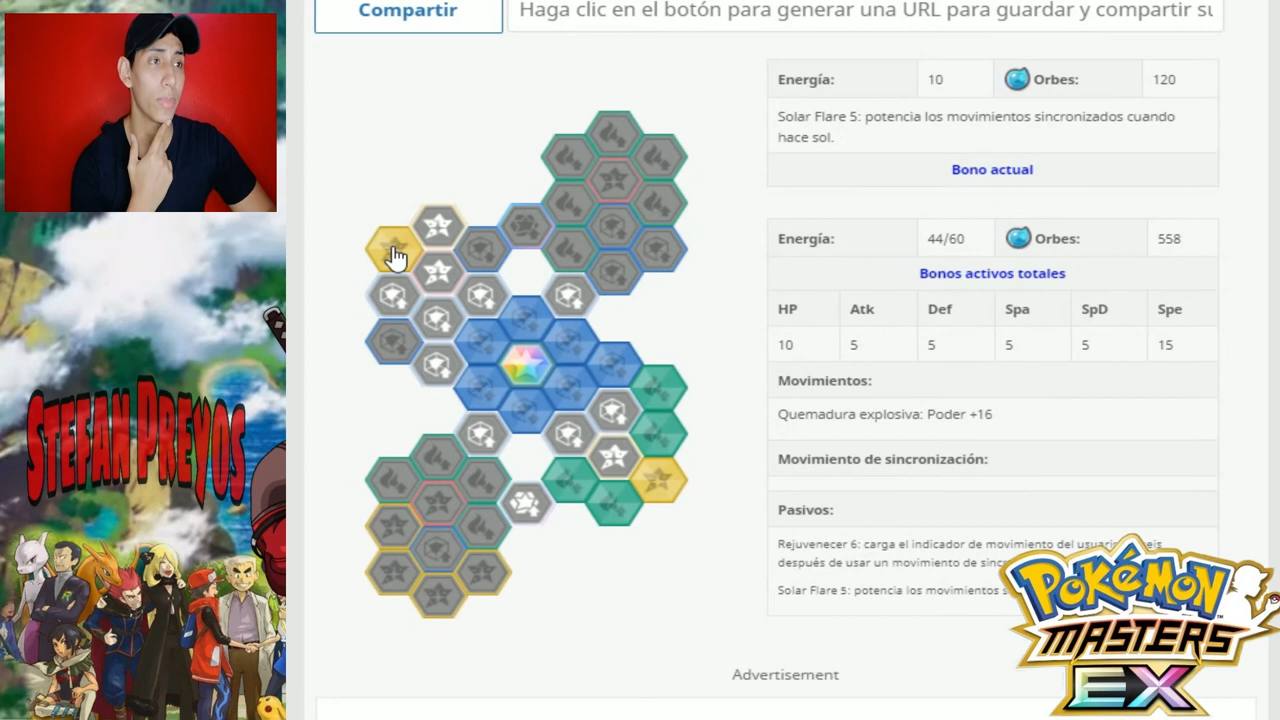 Compartir
Haga clic en el botón para generar una URL para guardar y compartir su
Energía: 10 Orbes: 120
Solar Flare 5: potencia los movimientos sincronizados cuando
hace sol.
Bono actual
Energía: 44/60 Orbes: 558
Bonos activos totales
HP Atk Def Spa SpD Spe
10 5 5 5 5 15
Movimientos:
Quemadura explosiva: Poder +16
Movimiento de sincronización:
Pasivos:
Rejuvenecer 6: carga el indicador de movimiento del
después de usar un movimiento de
Solar Flare 5: potencia los movimientos
Advertisement
STEFAN PREYOS
POKéMON
MASTERS
EX